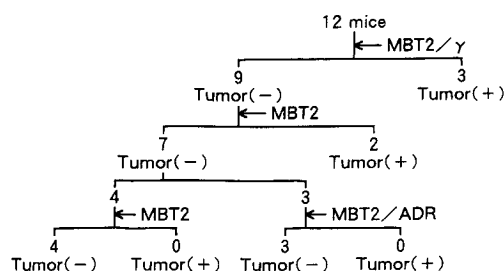 12 mice
MBT2/γ
9 3
Tumor(−) Tumor(+)
MBT2
7 2
Tumor(−) Tumor(+)
4 3
MBT2 MBT2/ADR
4 0 3 0
Tumor(−) Tumor(+) Tumor(−) Tumor(+)